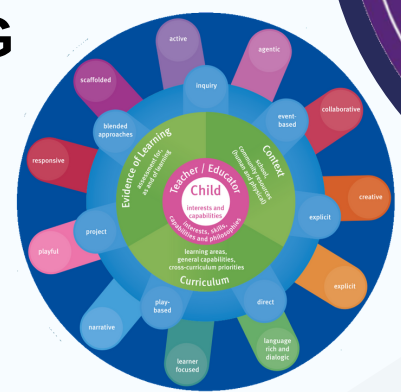 G
active
agentic
collaborative
creative
explicit
language
rich and
dialogic
learner
focused
narrative
playful
responsive
scaffolded
inquiry
event-
based
explicit
direct
play-
based
project
blended
approaches
Evidence of Learning
assessment for,
as and of learning
Context
school,
community resources
(human and physical)
learning areas,
general capabilities,
cross-curriculum priorities
Curriculum
Teacher / Educator
interests, skills,
capabilities and philosophies
Child
interests and
capabilities